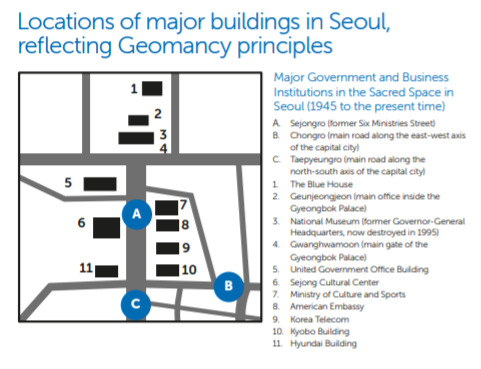 Locations of major buildings in Seoul,
reflecting Geomancy principles
1
2
3
4
5
A
7
6
8
9
11
10
B
C
Major Government and Business
Institutions in the Sacred Space in
Seoul (1945 to the present time)
A. Sejongro (former Six Ministries Street)
B. Chongro (main road along the east-west axis
of the capital city)
C. Taepyeungro (main road along the
north-south axis of the capital city)
1. The Blue House
2. Geunjeongjeon (main office inside the
Gyeongbok Palace)
3. National Museum (former Governor-General
Headquarters, now destroyed in 1995)
4. Gwanghwamoon (main gate of the
Gyeongbok Palace)
5. United Government Office Building
6. Sejong Cultural Center
7. Ministry of Culture and Sports
8. American Embassy
9. Korea Telecom
10. Kyobo Building
11. Hyundai Building